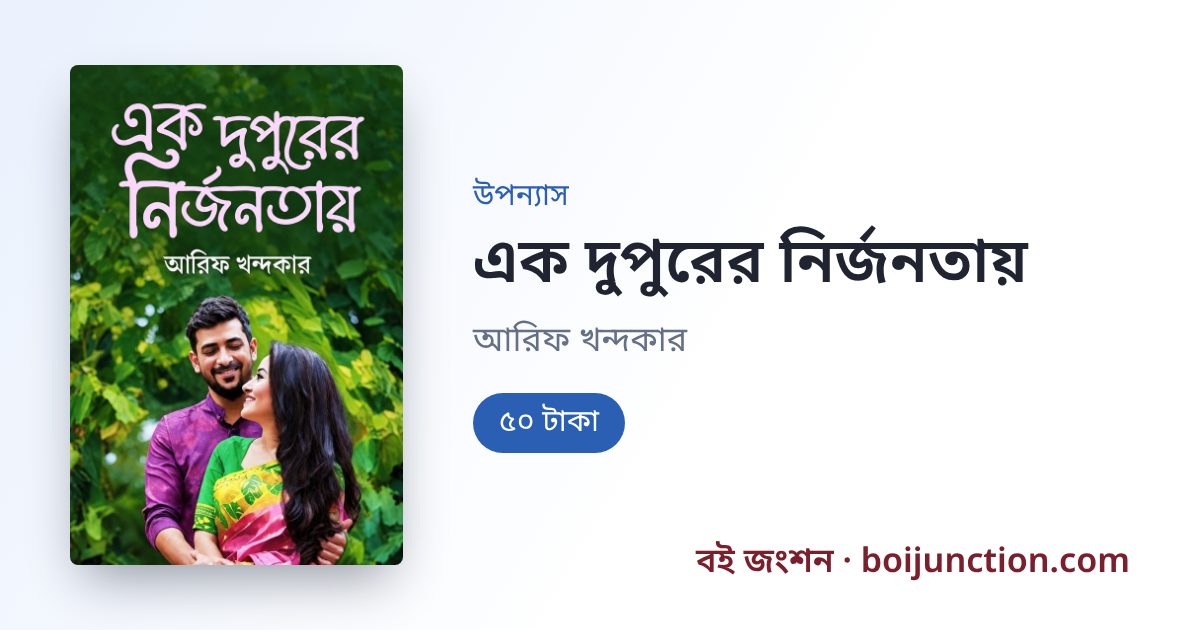 এক দুপুরের
নির্জনতায়
আরিফ খন্দকার
উপন্যাস
এক দুপুরের নির্জনতায়
আরিফ খন্দকার
৫০ টাকা
বই জংশন · boijunction.com